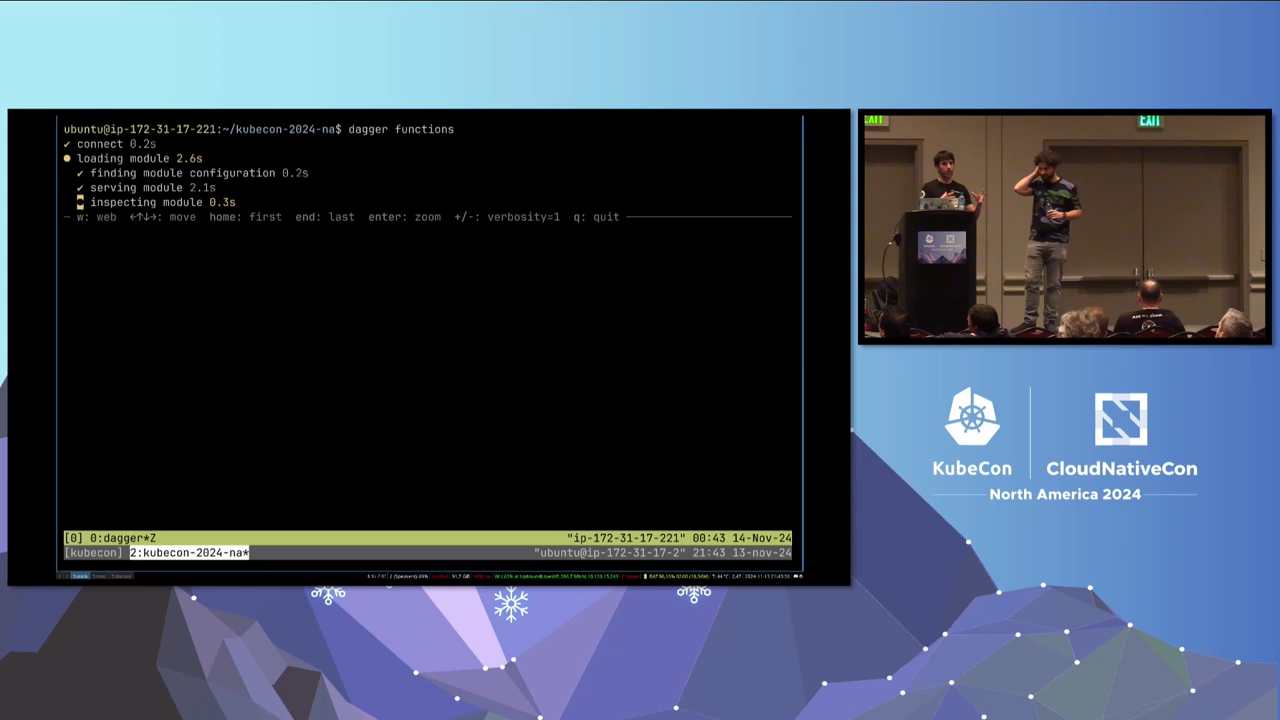 ubuntu@ip-172-31-17-221:~/kubecon-2024-na$ dagger functions
✔ connect 0.2s
● loading module 2.6s
✔ finding module configuration 0.2s
✔ serving module 2.1s
inspecting module 0.3s
w: web ←↑↓→: move home: first end: last enter: zoom +/-: verbosity=1 q: quit
[0] 0:dagger*Z "ip-172-31-17-221" 00:43 14-Nov-24
[kubecon] 2:kubecon-2024-na* "ubuntu@ip-172-31-17-2" 21:43 13-nov-24
EXIT
EXIT
KubeCon
CloudNativeCon
North America 2024